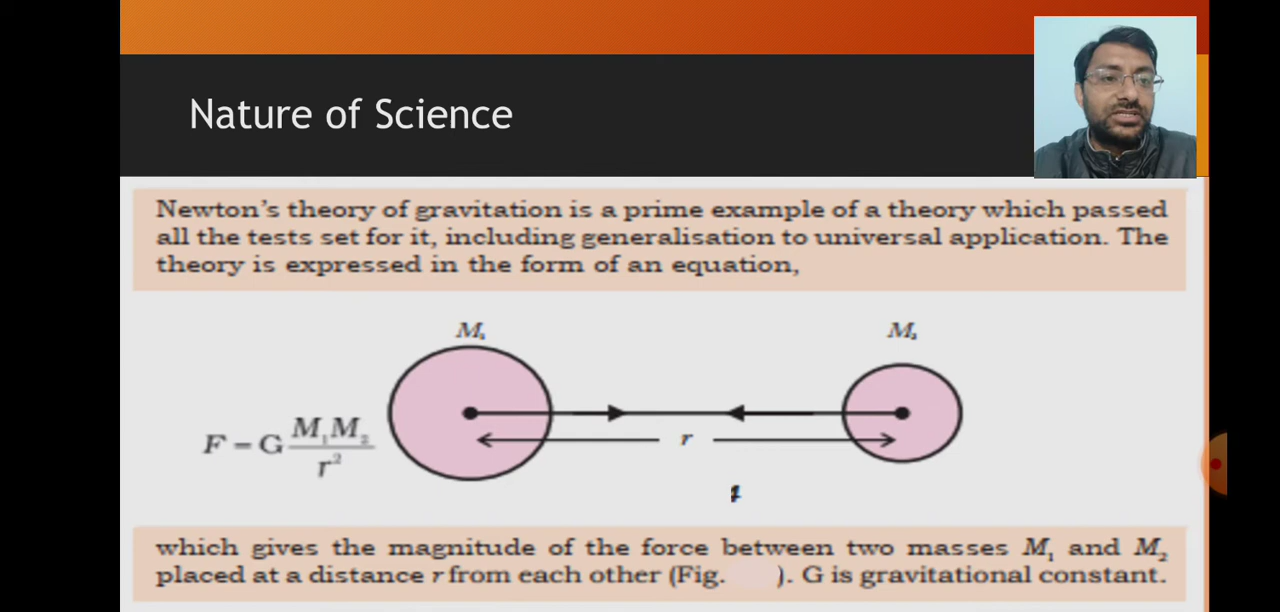 Nature of Science
Newton's theory of gravitation is a prime example of a theory which passed
all the tests set for it, including generalisation to universal application. The
theory is expressed in the form of an equation,
M₁ M₂
F = G M₁M₂ / r²
r
which gives the magnitude of the force between two masses M₁ and M₂
placed at a distance r from each other (Fig. ). G is gravitational constant.